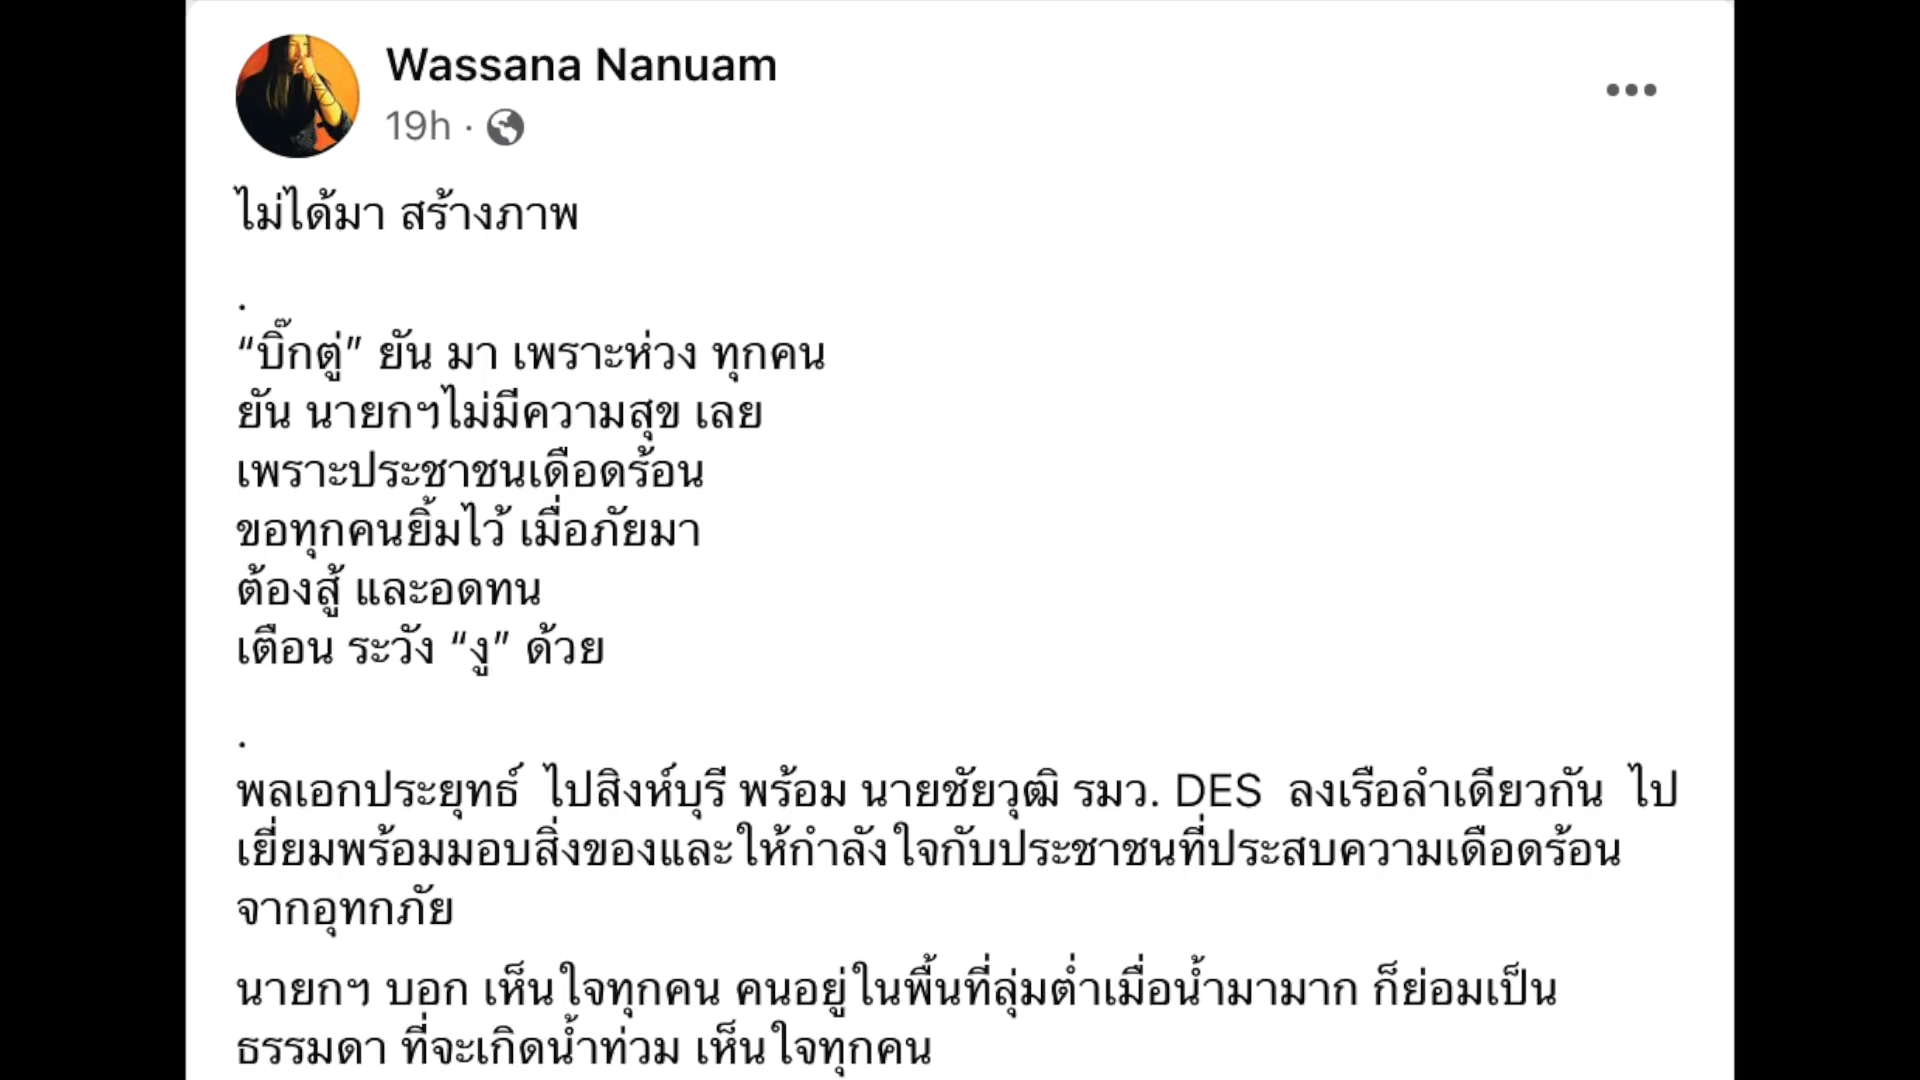 Wassana Nanuam
19h ·
ไม่ได้มา สร้างภาพ
.
“บิ๊กตู่” ยัน มา เพราะห่วง ทุกคน
ยัน นายกฯไม่มีความสุข เลย
เพราะประชาชนเดือดร้อน
ขอทุกคนยิ้มไว้ เมื่อภัยมา
ต้องสู้ และอดทน
เตือน ระวัง “งู” ด้วย
.
พลเอกประยุทธ์ ไปสิงห์บุรี พร้อม นายชัยวุฒิ รมว. DES ลงเรือลำเดียวกัน ไป
เยี่ยมพร้อมมอบสิ่งของและให้กำลังใจกับประชาชนที่ประสบความเดือดร้อน
จากอุทกภัย
นายกฯ บอก เห็นใจทุกคน คนอยู่ในพื้นที่ลุ่มต่ำเมื่อน้ำมามาก ก็ย่อมเป็น
ธรรมดา ที่จะเกิดน้ำท่วม เห็นใจทุกคน